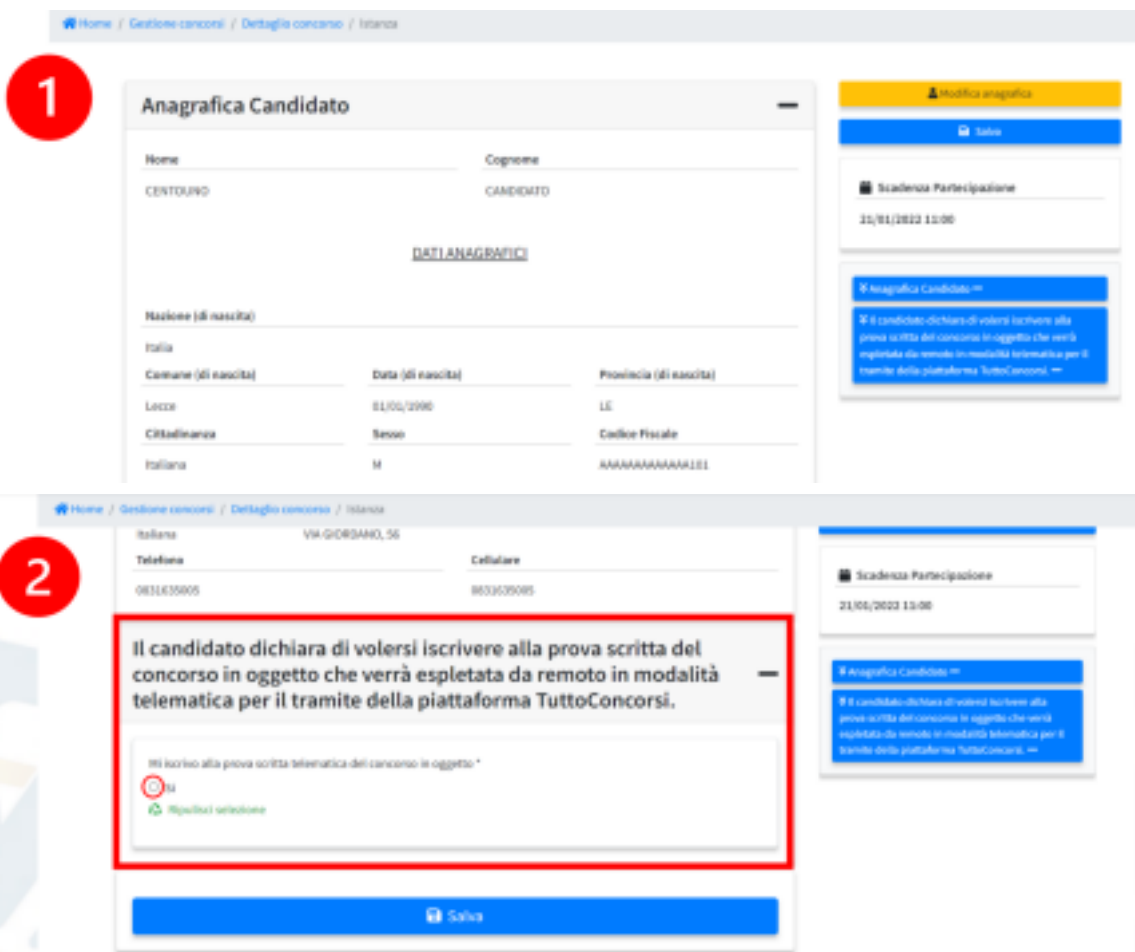 Home / Gestione concorsi / Dettaglio concorso / Istanza
1
Anagrafica Candidato
Modifica anagrafica
Salva
Nome Cognome
CENTOUNO CANDIDATO
Scadenza Partecipazione
21/01/2022 11:00
DATI ANAGRAFICI
Anagrafica Candidato
Il candidato dichiara di volersi iscrivere alla
prova scritta del concorso in oggetto che verrà
espletata da remoto in modalità telematica per il
tramite della piattaforma TuttoConcorsi.
Nazione (di nascita)
Italia
Comune (di nascita) Data (di nascita) Provincia (di nascita)
Lecce 01/01/1990 LE
Cittadinanza Sesso Codice Fiscale
Italiana M
Home / Gestione concorsi / Dettaglio concorso / Istanza
2
Italiana VIA GIORDANO, 56
Telefono Cellulare
0831635005 0831635005
Scadenza Partecipazione
21/01/2022 11:00
Il candidato dichiara di volersi iscrivere alla prova scritta del
concorso in oggetto che verrà espletata da remoto in modalità
telematica per il tramite della piattaforma TuttoConcorsi.
Anagrafica Candidato
Il candidato dichiara di volersi iscrivere alla
prova scritta del concorso in oggetto che verrà
espletata da remoto in modalità telematica per il
tramite della piattaforma TuttoConcorsi.
Mi iscrivo alla prova scritta telematica del concorso in oggetto *
SI
Ripulisci selezione
Salva